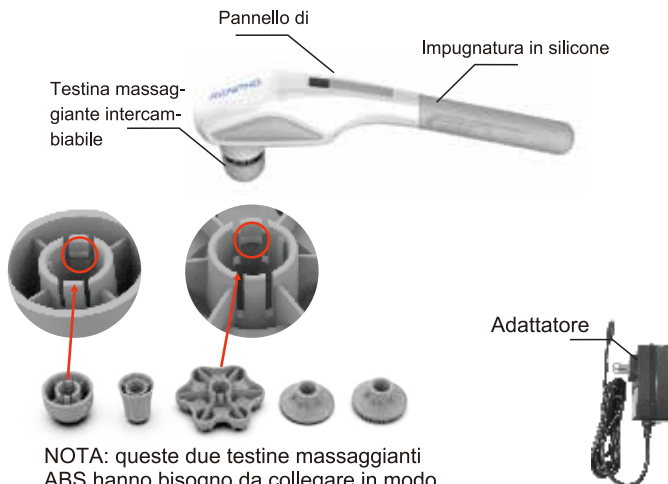 Pannello di
Impugnatura in silicone
Testina massag-
giante intercam-
biabile
Adattatore
NOTA: queste due testine massaggianti
ABS hanno bisogno da collegare in modo